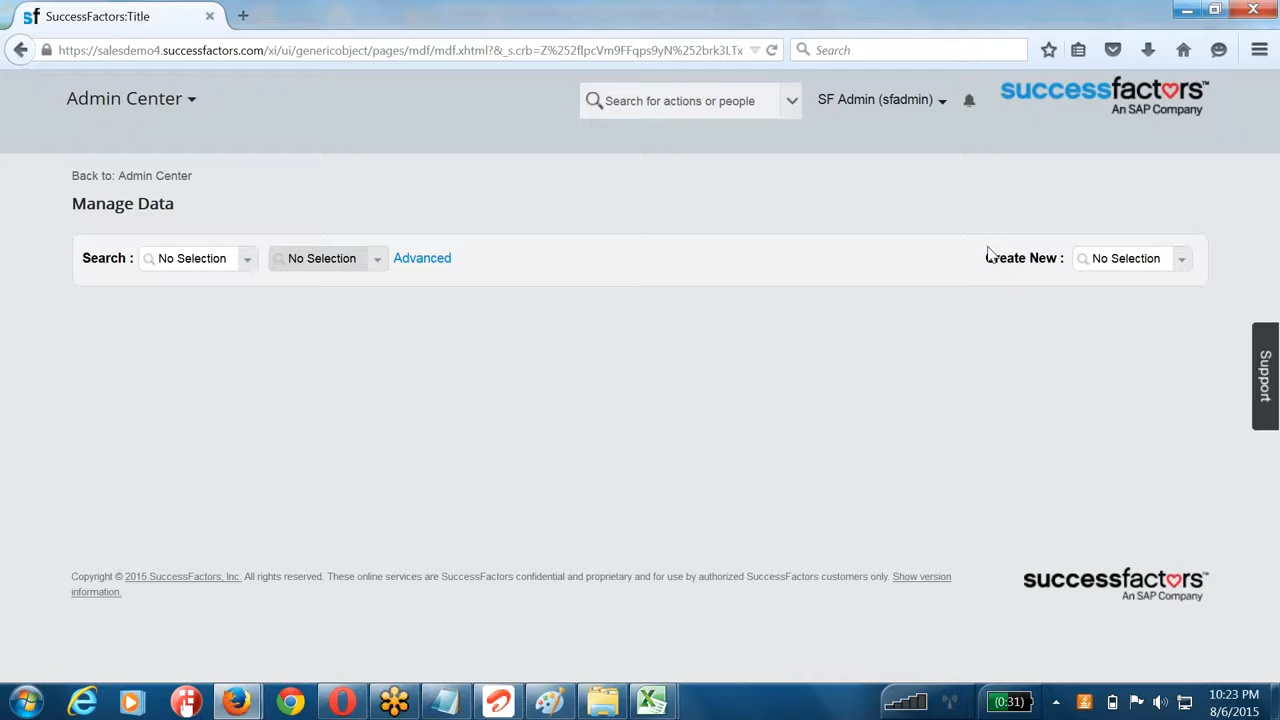 sf SuccessFactors:Title
https://salesdemo4.successfactors.com/xi/ui/genericobject/pages/mdf/mdf.xhtml?&_s.crb=Z%252flpcVm9FFqps9yN%252brk3LTx
Search
Admin Center
Search for actions or people
SF Admin (sfadmin)
successfactors
An SAP Company
Back to: Admin Center
Manage Data
Search : No Selection No Selection Advanced Create New : No Selection
Support
Copyright © 2015 SuccessFactors, Inc. All rights reserved. These online services are SuccessFactors confidential and proprietary and for use by authorized SuccessFactors customers only. Show version
information.
successfactors
An SAP Company
(0:31)
10:23 PM
8/6/2015